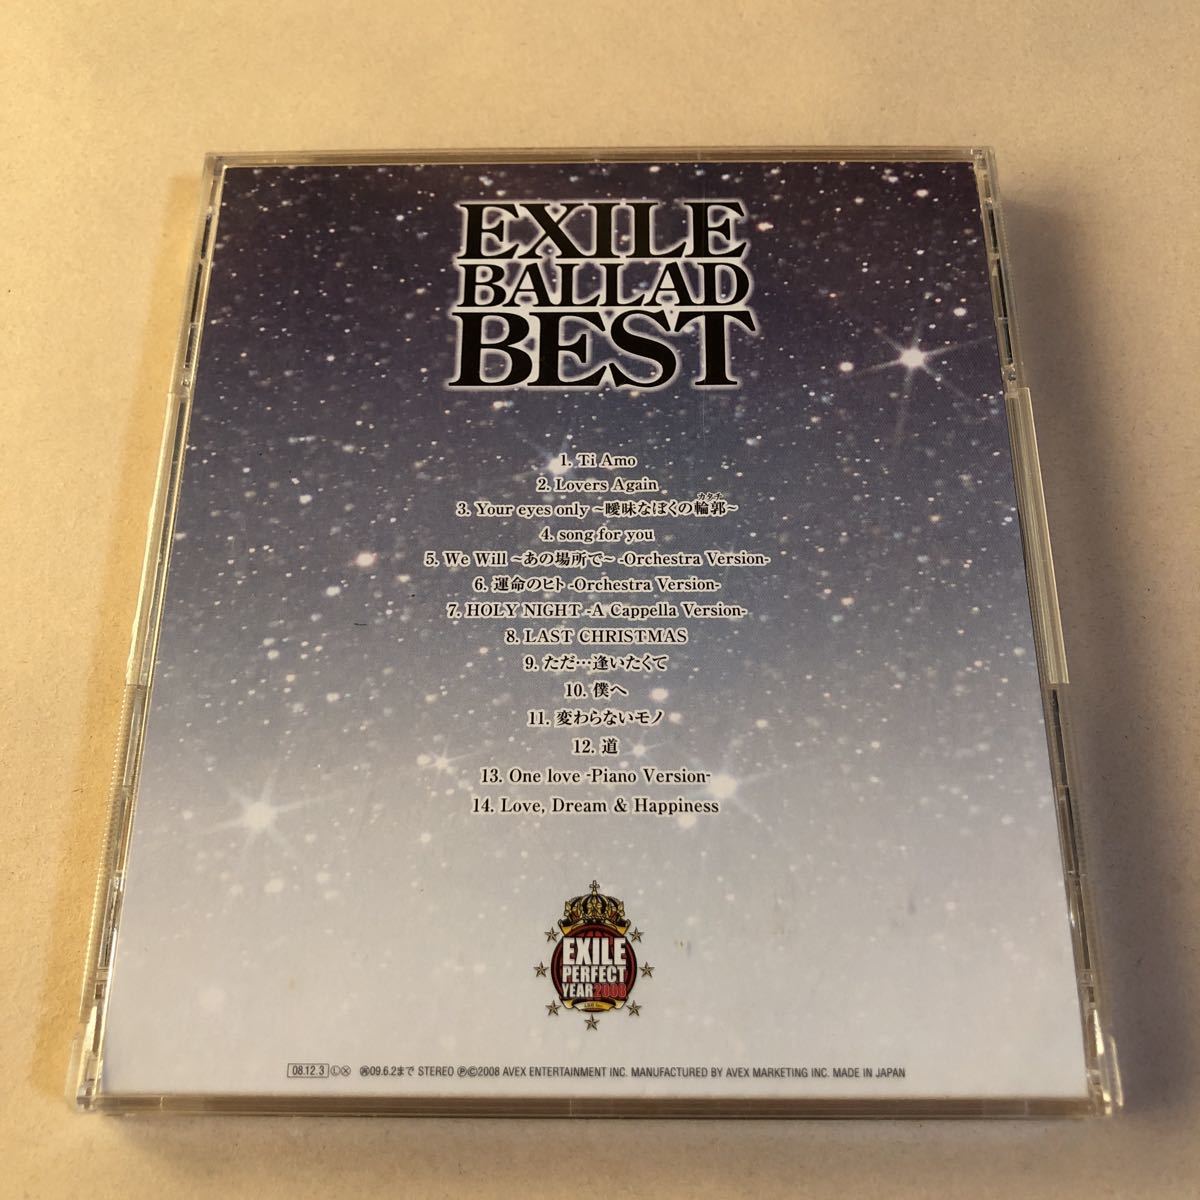 EXILE
BALLAD
BEST
1. Ti Amo
2. Lovers Again
カタチ
3. Your eyes only ~曖昧なぼくの輪郭~
4. song for you
5. We Will ~あの場所で~ -Orchestra Version-
6. 運命のヒト -Orchestra Version-
7. HOLY NIGHT -A Cappella Version-
8. LAST CHRISTMAS
9. ただ…逢いたくて
10. 僕へ
11. 変わらないモノ
12. 道
13. One love -Piano Version-
14. Love, Dream & Happiness
EXILE
PERFECT
YEAR2008
08.12.3 Ⓛ Ⓧ 09.6.2まで STEREO ℗©2008 AVEX ENTERTAINMENT INC. MANUFACTURED BY AVEX MARKETING INC. MADE IN JAPAN